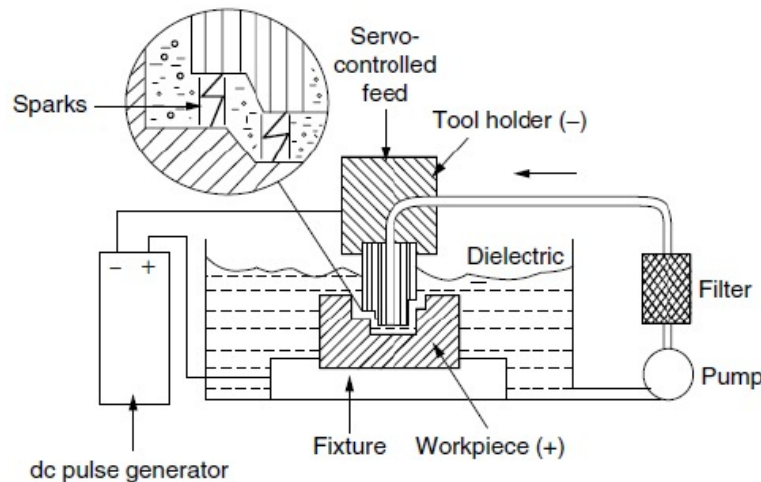 Servo-
controlled
feed
Sparks
Tool holder (–)
Dielectric
– +
Filter
Pump
Fixture
Workpiece (+)
dc pulse generator